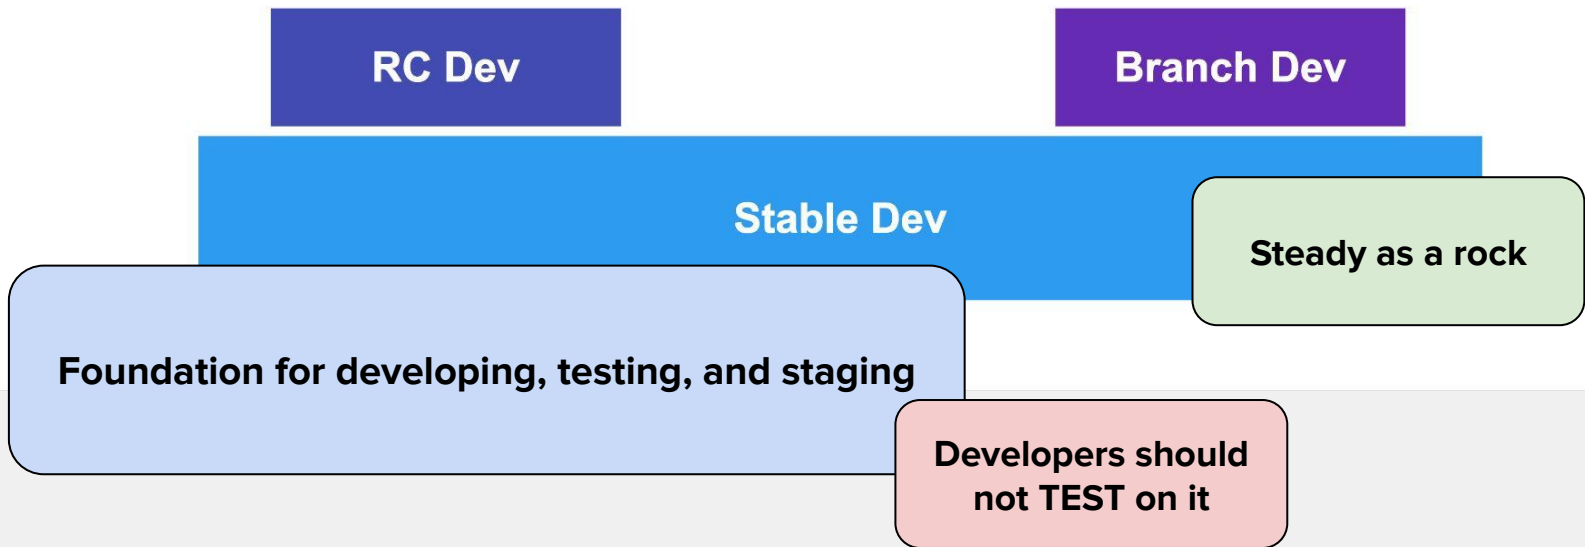 RC Dev
Branch Dev
Stable Dev
Steady as a rock
Foundation for developing, testing, and staging
Developers should
not TEST on it